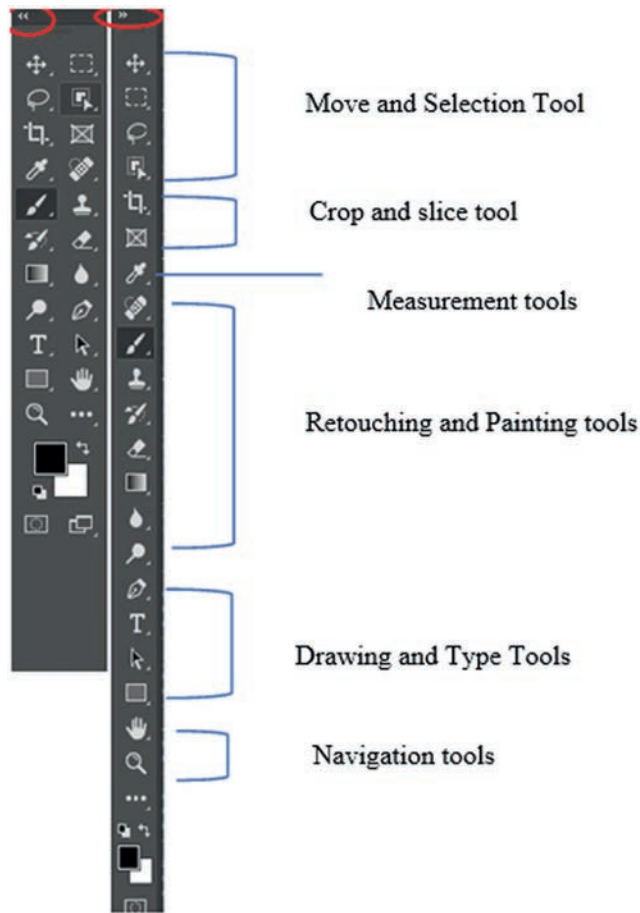 Move and Selection Tool
Crop and slice tool
Measurement tools
Retouching and Painting tools
Drawing and Type Tools
Navigation tools